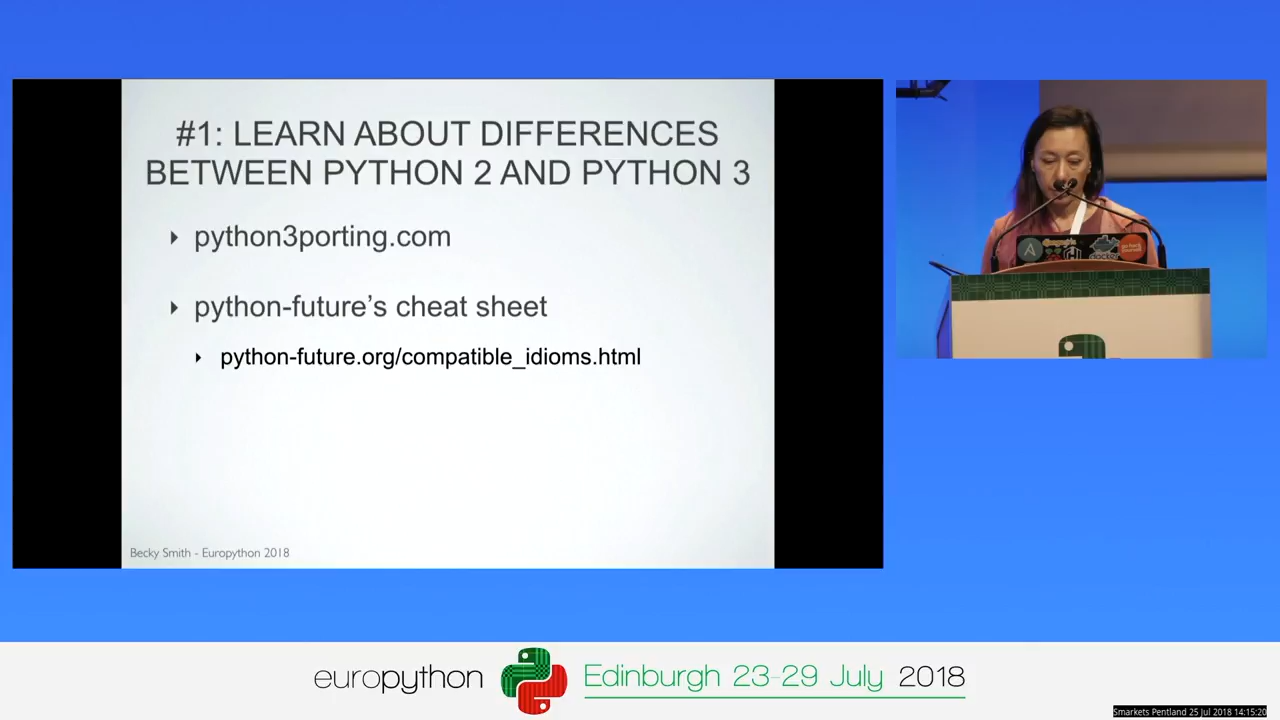 #1: LEARN ABOUT DIFFERENCES
BETWEEN PYTHON 2 AND PYTHON 3
python3porting.com
python-future's cheat sheet
python-future.org/compatible_idioms.html
Becky Smith - Europython 2018
europython Edinburgh 23-29 July 2018
Smarkets Pentland 25 Jul 2018 14:15:20